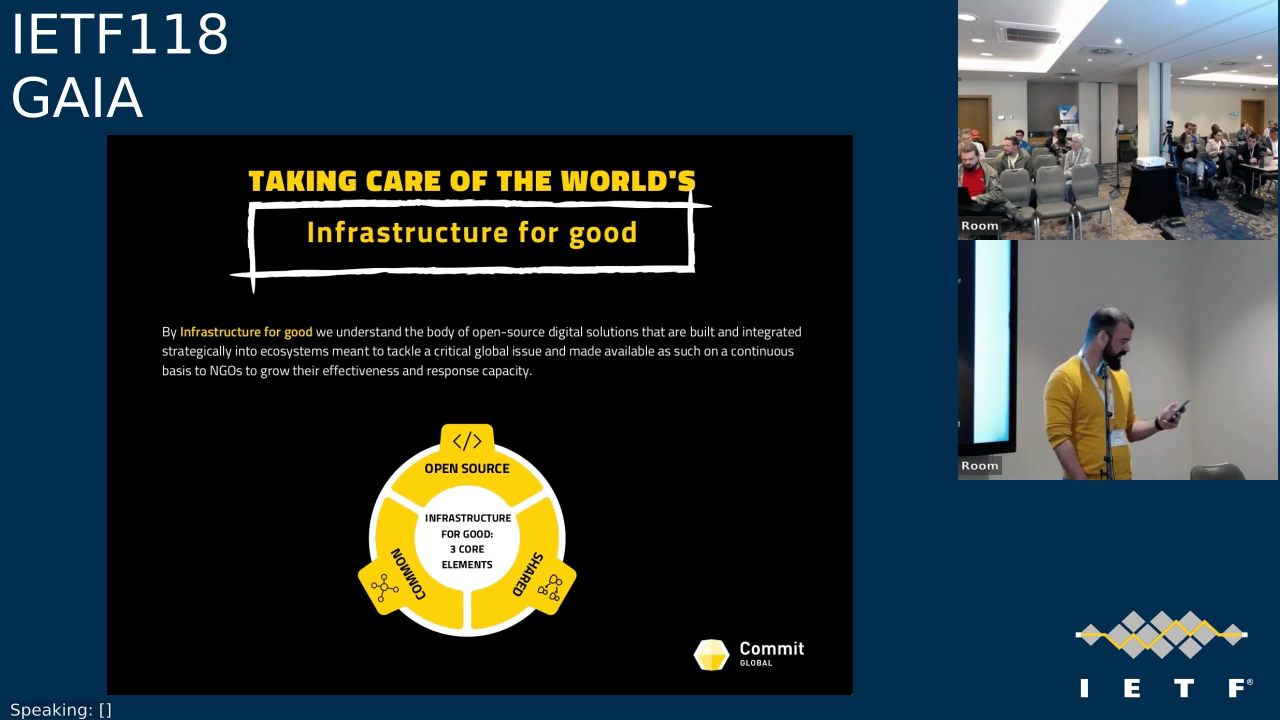 IETF118
GAIA
TAKING CARE OF THE WORLD'S
Infrastructure for good
By Infrastructure for good we understand the body of open-source digital solutions that are built and integrated
strategically into ecosystems meant to tackle a critical global issue and made available as such on a continuous
basis to NGOs to grow their effectiveness and response capacity.
</>
OPEN SOURCE
INFRASTRUCTURE
FOR GOOD:
3 CORE
ELEMENTS
COMMON
SHARED
Commit
GLOBAL
Room
Room
I E T F®
Speaking: []